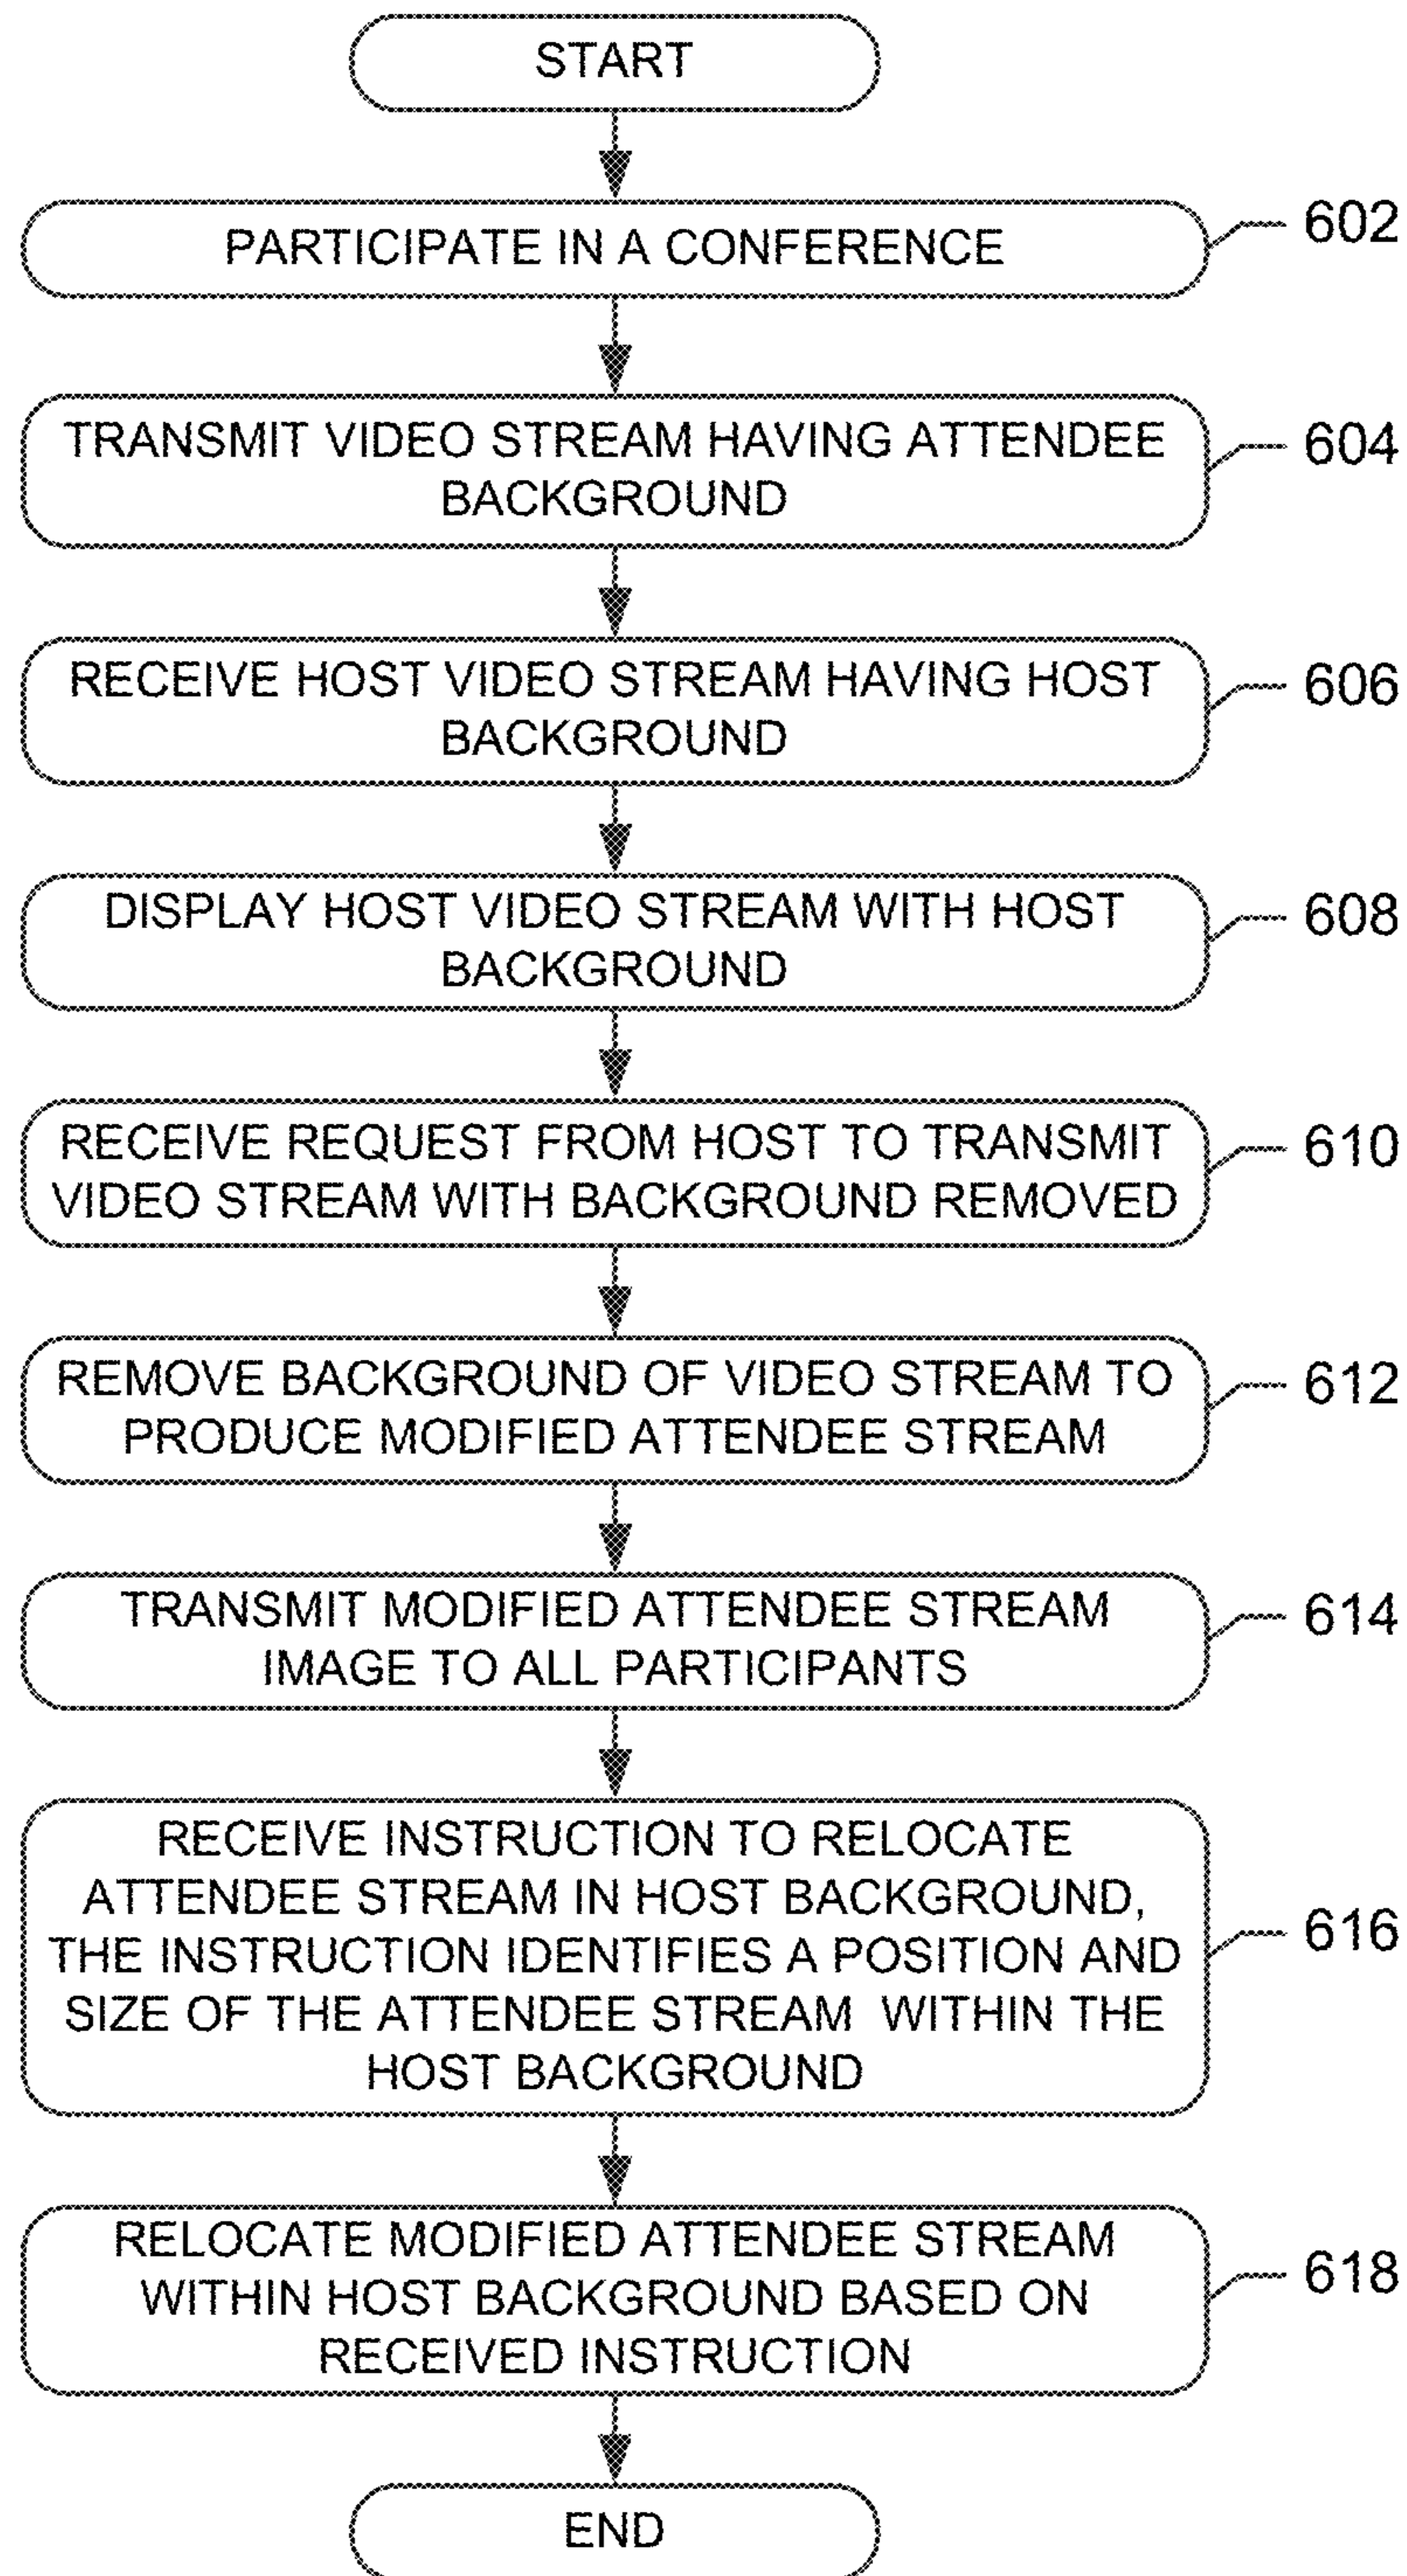 START
PARTICIPATE IN A CONFERENCE
602
TRANSMIT VIDEO STREAM HAVING ATTENDEE
BACKGROUND
604
RECEIVE HOST VIDEO STREAM HAVING HOST
BACKGROUND
606
DISPLAY HOST VIDEO STREAM WITH HOST
BACKGROUND
608
RECEIVE REQUEST FROM HOST TO TRANSMIT
VIDEO STREAM WITH BACKGROUND REMOVED
610
REMOVE BACKGROUND OF VIDEO STREAM TO
PRODUCE MODIFIED ATTENDEE STREAM
612
TRANSMIT MODIFIED ATTENDEE STREAM
IMAGE TO ALL PARTICIPANTS
614
RECEIVE INSTRUCTION TO RELOCATE
ATTENDEE STREAM IN HOST BACKGROUND,
THE INSTRUCTION IDENTIFIES A POSITION AND
SIZE OF THE ATTENDEE STREAM WITHIN THE
HOST BACKGROUND
616
RELOCATE MODIFIED ATTENDEE STREAM
WITHIN HOST BACKGROUND BASED ON
RECEIVED INSTRUCTION
618
END